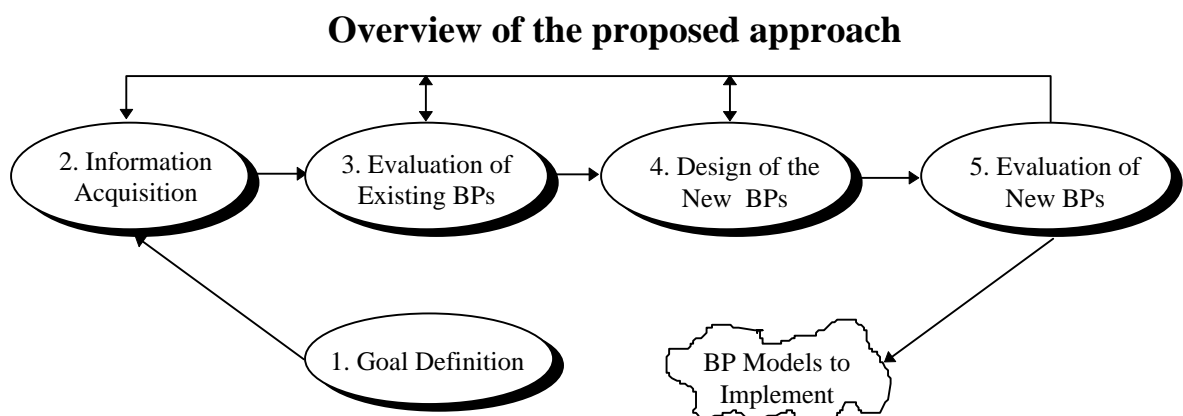 Overview of the proposed approach
2. Information
Acquisition
3. Evaluation of
Existing BPs
4. Design of the
New BPs
5. Evaluation of
New BPs
1. Goal Definition
BP Models to
Implement